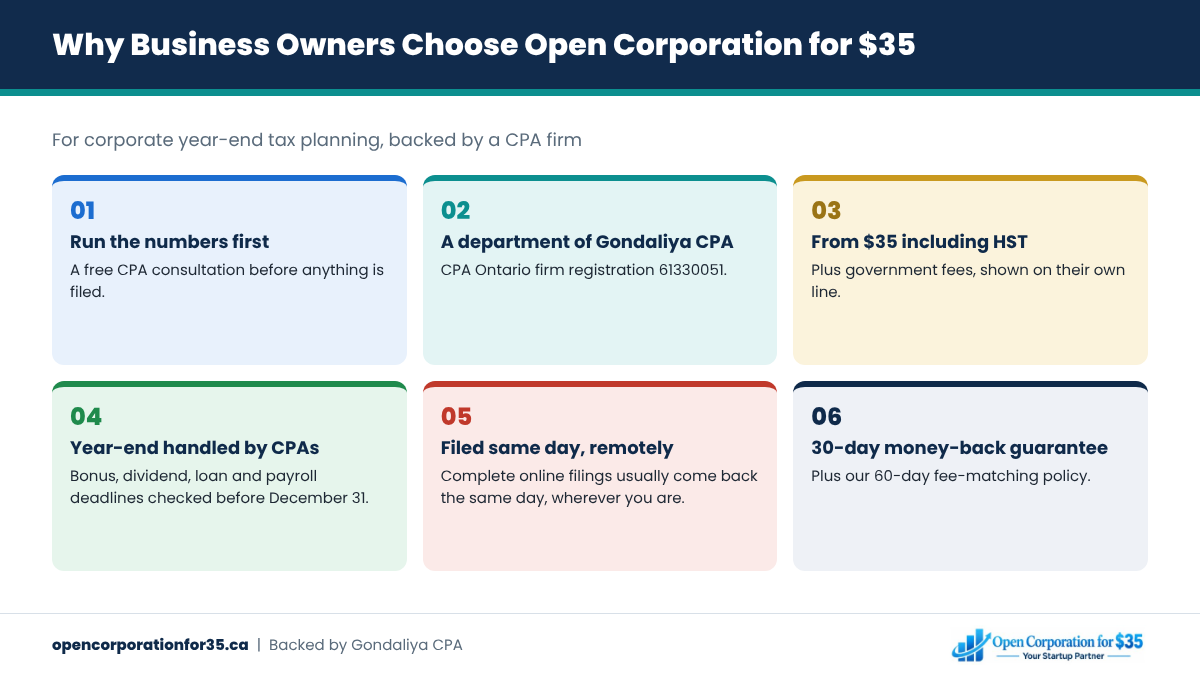 Why Business Owners Choose Open Corporation for $35
For corporate year-end tax planning, backed by a CPA firm
01
Run the numbers first
A free CPA consultation before anything is
filed.
02
A department of Gondaliya CPA
CPA Ontario firm registration 61330051.
03
From $35 including HST
Plus government fees, shown on their own
line.
04
Year-end handled by CPAs
Bonus, dividend, loan and payroll
deadlines checked before December 31.
05
Filed same day, remotely
Complete online filings usually come back
the same day, wherever you are.
06
30-day money-back guarantee
Plus our 60-day fee-matching policy.
opencorporationfor35.ca | Backed by Gondaliya CPA
Open Corporation for $35
Your Startup Partner